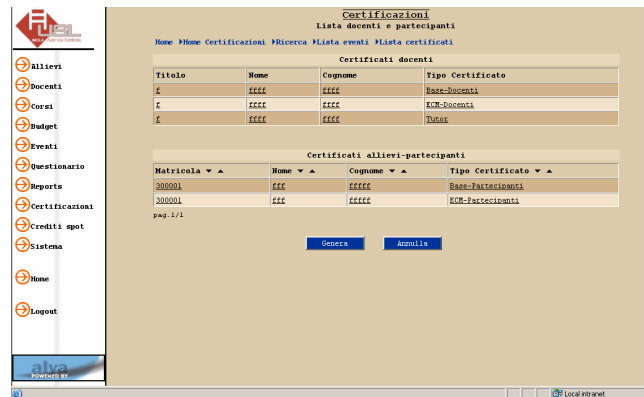 Certificazioni
Lista docenti e partecipanti
Home Home Certificazioni Ricerca Lista eventi Lista certificati
USL
Allievi
Docenti
Corsi
Budget
Eventi
Questionario
Reports
Certificazioni
Crediti spot
Sistema
Home
Logout
alva
POWERED BY
Certificati docenti
Titolo Nome Cognome Tipo Certificato
f ffff ffff Base-Docenti
f ffff ffff ECM-Docenti
f ffff ffff Tutor
Certificati allievi-partecipanti
Matricola ▼ ▲ Nome ▼ ▲ Cognome ▼ ▲ Tipo Certificato ▼ ▲
300001 fff fffff Base-Partecipanti
300001 fff fffff ECM-Partecipanti
pag.1/1
Genera Annulla
Local intranet